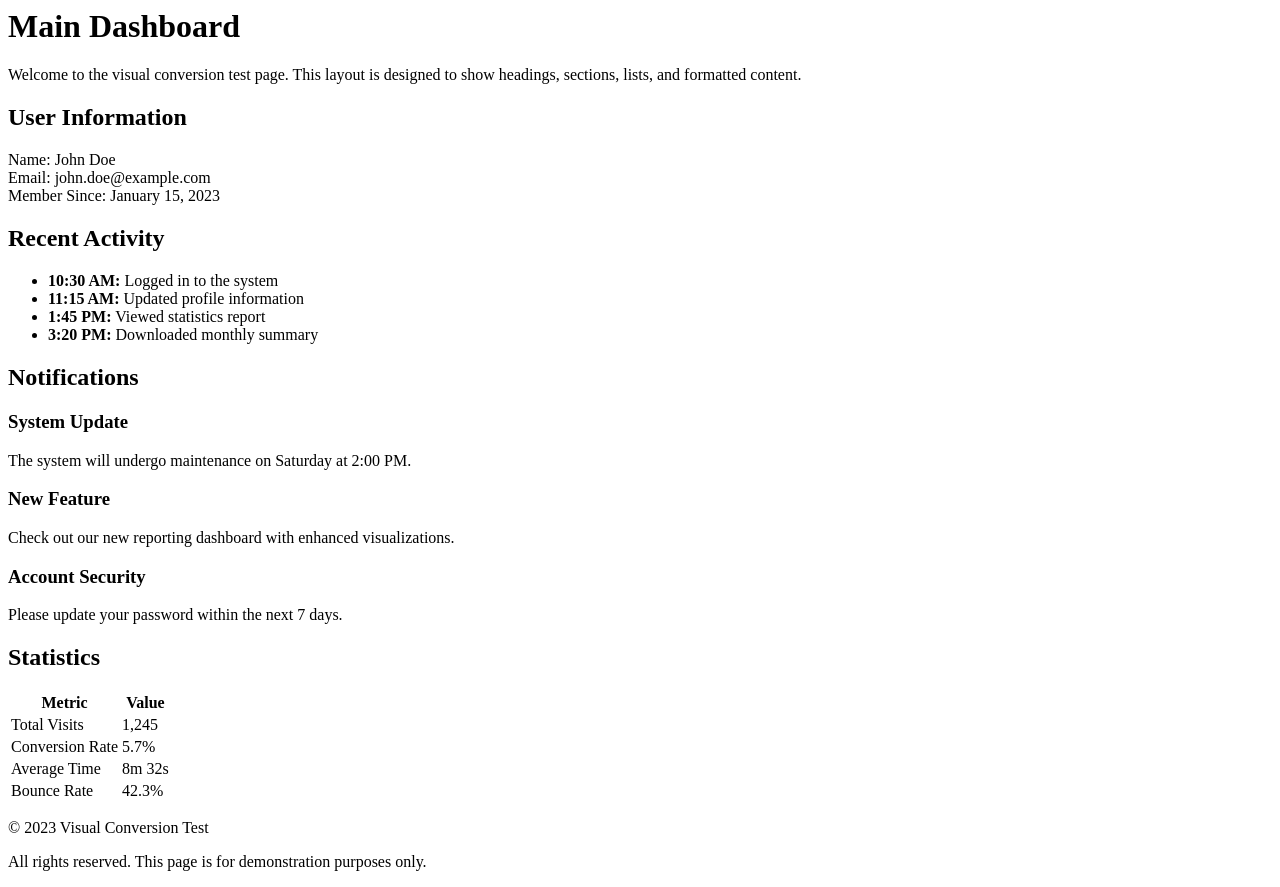 Main Dashboard
Welcome to the visual conversion test page. This layout is designed to show headings, sections, lists, and formatted content.
User Information
Name: John Doe
Email: john.doe@example.com
Member Since: January 15, 2023
Recent Activity
10:30 AM: Logged in to the system
11:15 AM: Updated profile information
1:45 PM: Viewed statistics report
3:20 PM: Downloaded monthly summary
Notifications
System Update
The system will undergo maintenance on Saturday at 2:00 PM.
New Feature
Check out our new reporting dashboard with enhanced visualizations.
Account Security
Please update your password within the next 7 days.
Statistics
Metric Value
Total Visits 1,245
Conversion Rate 5.7%
Average Time 8m 32s
Bounce Rate 42.3%
© 2023 Visual Conversion Test
All rights reserved. This page is for demonstration purposes only.